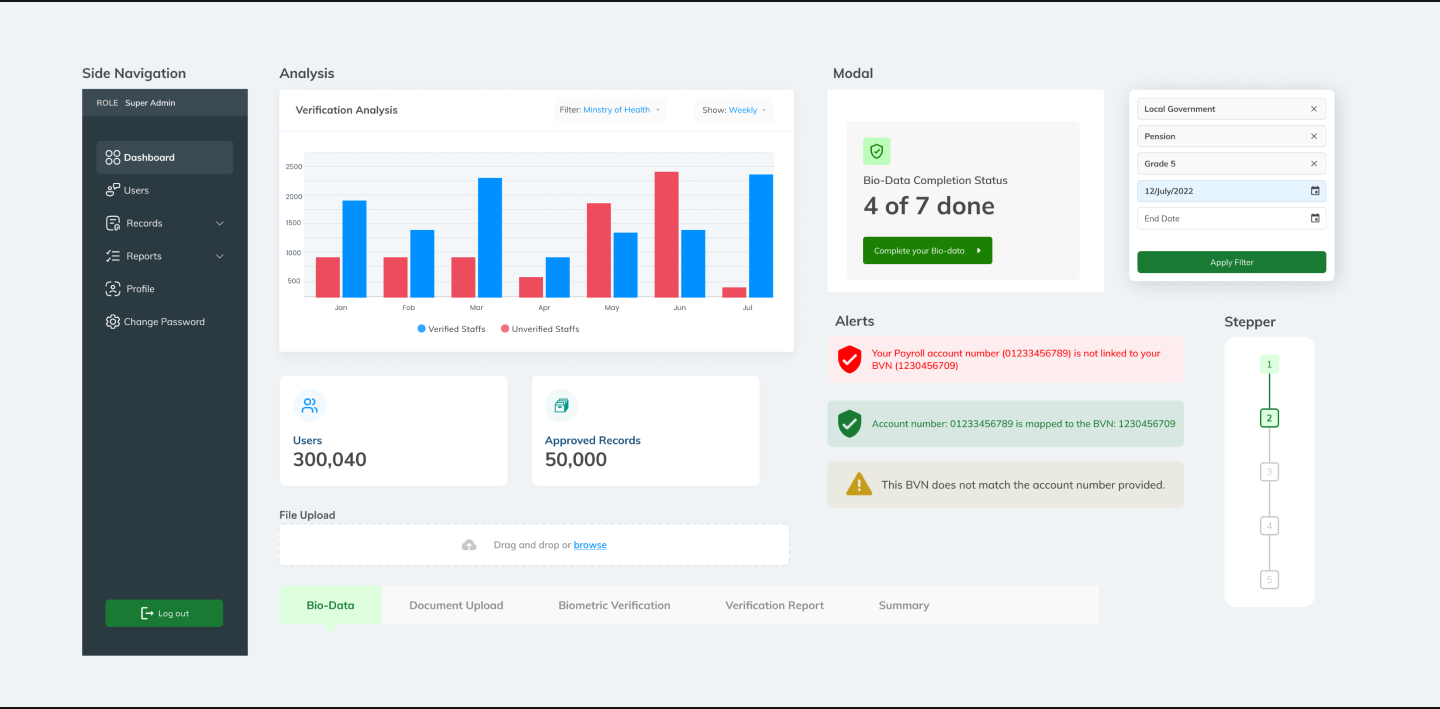 Side Navigation
ROLE Super Admin
Dashboard
Users
Records
Reports
Profile
Change Password
Log out
Analysis
Verification Analysis
Filter: Minstry of Health
Show: Weekly
2500
2000
1500
1000
500
Jan Feb Mar Apr May Jun Jul
Verified Staffs Unverified Staffs
Users
300,040
Approved Records
50,000
File Upload
Drag and drop or browse
Bio-Data Document Upload Biometric Verification Verification Report Summary
Modal
Bio-Data Completion Status
4 of 7 done
Complete your Bio-data
Local Government
Pension
Grade 5
12/July/2022
End Date
Apply Filter
Alerts
Your Payroll account number (01233456789) is not linked to your
BVN (1230456709)
Account number: 01233456789 is mapped to the BVN: 1230456709
This BVN does not match the account number provided.
Stepper
1
2
3
4
5